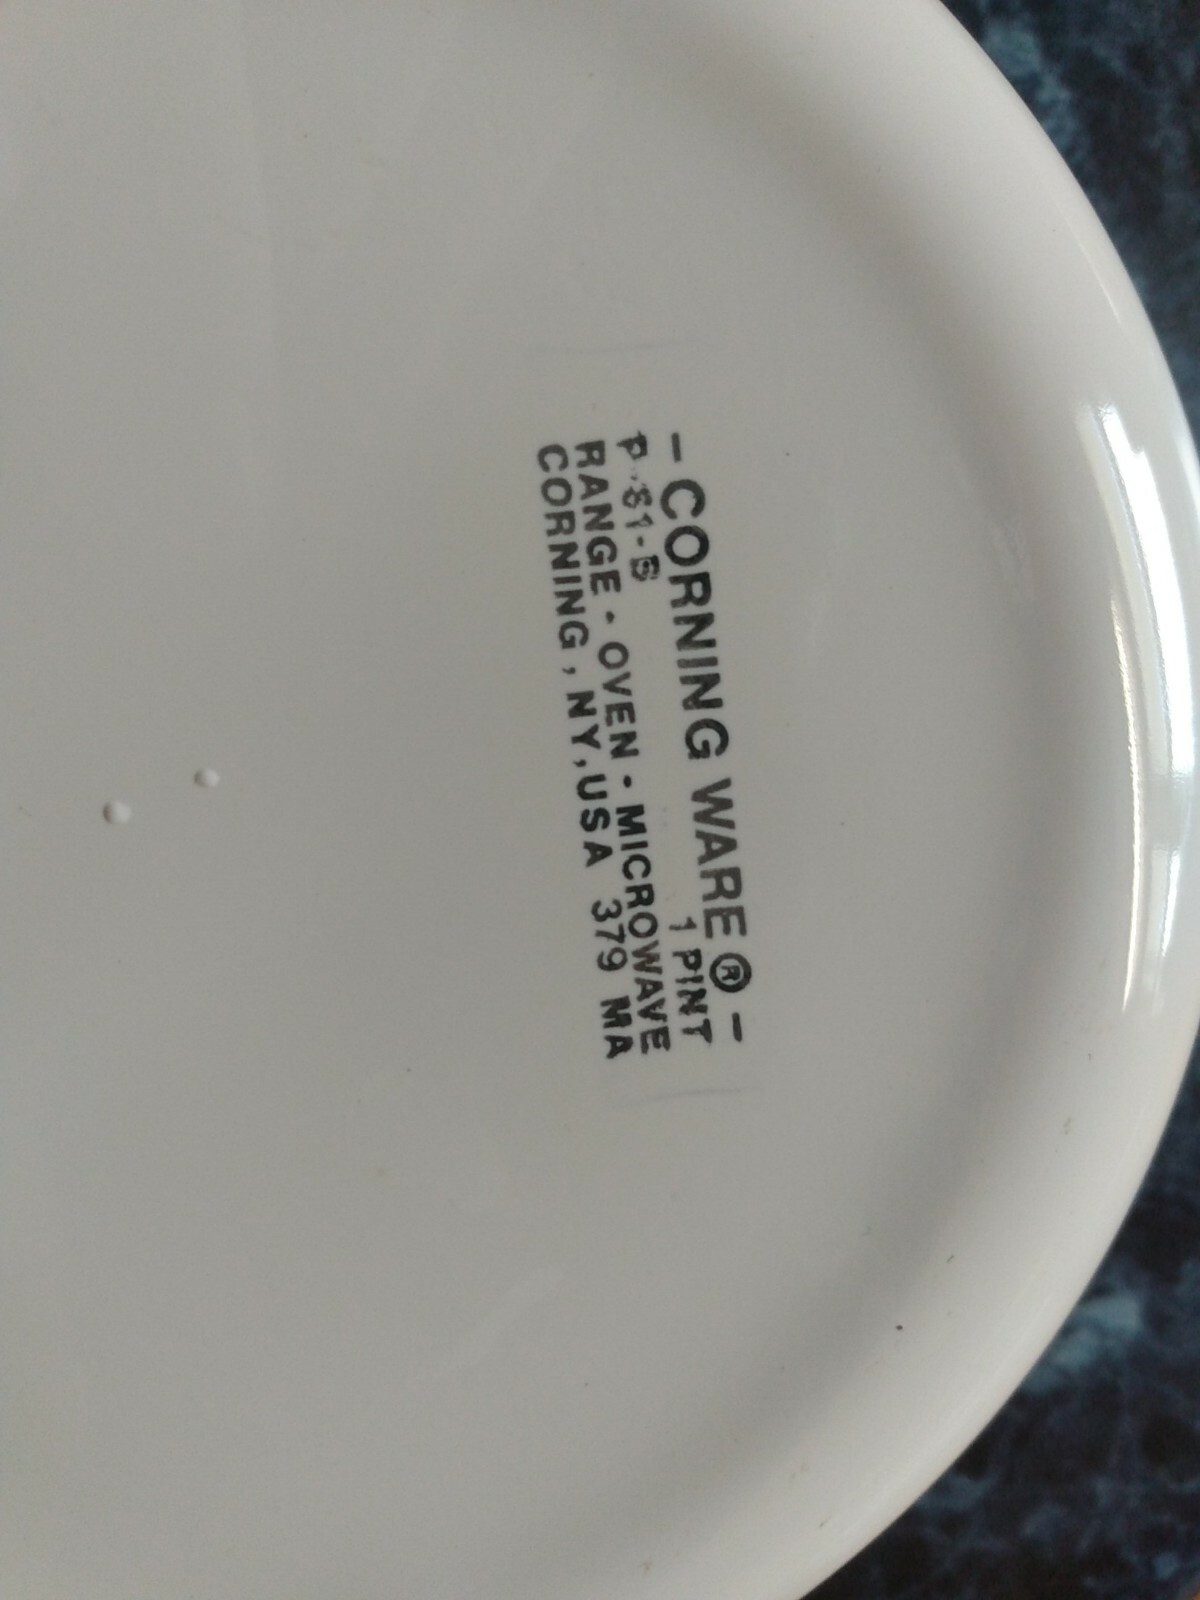 - CORNING WARE ® -
P-81-B 1 PINT
RANGE - OVEN - MICROWAVE
CORNING, NY, USA 379 MA